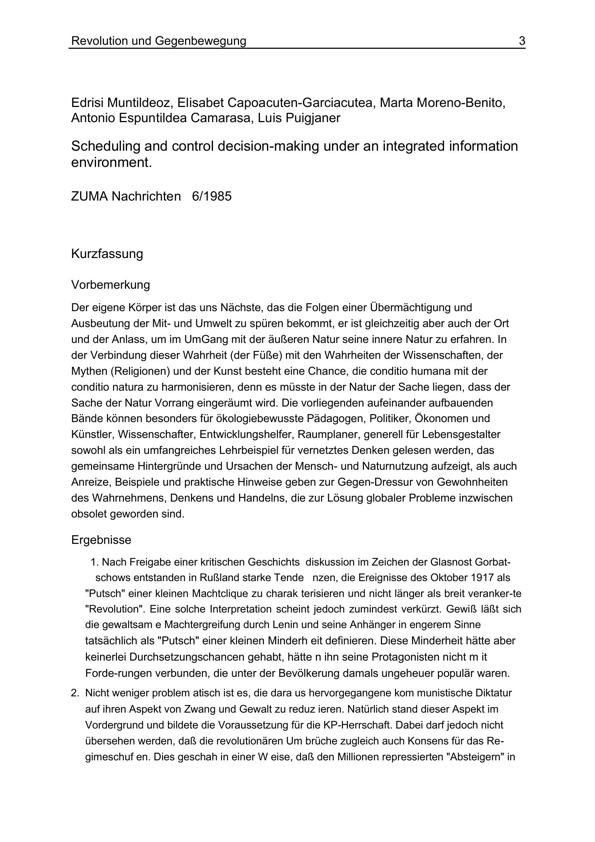 Revolution und Gegenbewegung 3
Edrisi Muntildeoz, Elisabet Capoacuten-Garciacutea, Marta Moreno-Benito,
Antonio Espuntildea Camarasa, Luis Puigjaner
Scheduling and control decision-making under an integrated information
environment.
ZUMA Nachrichten 6/1985
Kurzfassung
Vorbemerkung
Der eigene Körper ist das uns Nächste, das die Folgen einer Übermächtigung und
Ausbeutung der Mit- und Umwelt zu spüren bekommt, er ist gleichzeitig aber auch der Ort
und der Anlass, um im UmGang mit der äußeren Natur seine innere Natur zu erfahren. In
der Verbindung dieser Wahrheit (der Füße) mit den Wahrheiten der Wissenschaften, der
Mythen (Religionen) und der Kunst besteht eine Chance, die conditio humana mit der
conditio natura zu harmonisieren, denn es müsste in der Natur der Sache liegen, dass der
Sache der Natur Vorrang eingeräumt wird. Die vorliegenden aufeinander aufbauenden
Bände können besonders für ökologiebewusste Pädagogen, Politiker, Ökonomen und
Künstler, Wissenschafter, Entwicklungshelfer, Raumplaner, generell für Lebensgestalter
sowohl als ein umfangreiches Lehrbeispiel für vernetztes Denken gelesen werden, das
gemeinsame Hintergründe und Ursachen der Mensch- und Naturnutzung aufzeigt, als auch
Anreize, Beispiele und praktische Hinweise geben zur Gegen-Dressur von Gewohnheiten
des Wahrnehmens, Denkens und Handelns, die zur Lösung globaler Probleme inzwischen
obsolet geworden sind.
Ergebnisse
1. Nach Freigabe einer kritischen Geschichts diskussion im Zeichen der Glasnost Gorbat-
schows entstanden in Rußland starke Tende nzen, die Ereignisse des Oktober 1917 als
"Putsch" einer kleinen Machtclique zu charak terisieren und nicht länger als breit veranker-te
"Revolution". Eine solche Interpretation scheint jedoch zumindest verkürzt. Gewiß läßt sich
die gewaltsam e Machtergreifung durch Lenin und seine Anhänger in engerem Sinne
tatsächlich als "Putsch" einer kleinen Minderh eit definieren. Diese Minderheit hätte aber
keinerlei Durchsetzungschancen gehabt, hätte n ihn seine Protagonisten nicht m it
Forde-rungen verbunden, die unter der Bevölkerung damals ungeheuer populär waren.
2. Nicht weniger problem atisch ist es, die dara us hervorgegangene kom munistische Diktatur
auf ihren Aspekt von Zwang und Gewalt zu reduz ieren. Natürlich stand dieser Aspekt im
Vordergrund und bildete die Voraussetzung für die KP-Herrschaft. Dabei darf jedoch nicht
übersehen werden, daß die revolutionären Um brüche zugleich auch Konsens für das Re-
gimeschuf en. Dies geschah in einer W eise, daß den Millionen repressierten "Absteigern" in